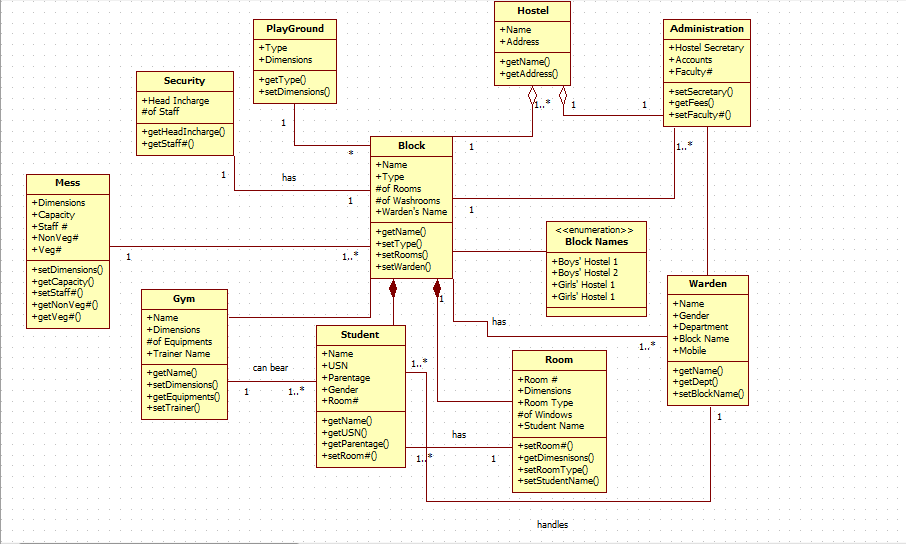 Hostel
+Name
+Address
+getName()
+getAddress()
PlayGround
+Type
+Dimensions
+getType()
+setDimensions()
Administration
+Hostel Secretary
+Accounts
+Faculty#
+setSecretary()
+getFees()
+setFaculty#()
Security
+Head Incharge
#of Staff
+getHeadIncharge()
+getStaff#()
1..*
1
1
1
*
1
1..*
Block
+Name
+Type
#of Rooms
#of Washrooms
+Warden's Name
+getName()
+setType()
+setRooms()
+setWarden()
1
has
1
1
Mess
+Dimensions
+Capacity
+Staff #
+NonVeg#
+Veg#
+setDimensions()
+getCapacity()
+setStaff#()
+getNonVeg#()
+getVeg#()
1
1..*
<<enumeration>>
Block Names
+Boys' Hostel 1
+Boys' Hostel 2
+Girls' Hostel 1
+Girls' Hostel 1
Warden
+Name
+Gender
+Department
+Block Name
+Mobile
+getName()
+getDept()
+setBlockName()
Gym
+Name
+Dimensions
#of Equipments
+Trainer Name
+getName()
+setDimensions()
+getEquipments()
+setTrainer()
1
has
1..*
can bear
1
1..*
Student
+Name
+USN
+Parentage
+Gender
+Room#
+getName()
+getUSN()
+getParentage()
+setRoom#()
1..*
Room
+Room #
+Dimensions
+Room Type
#of Windows
+Student Name
+setRoom#()
+getDimesnisons()
+setRoomType()
+setStudentName()
1
has
1..*
1
handles